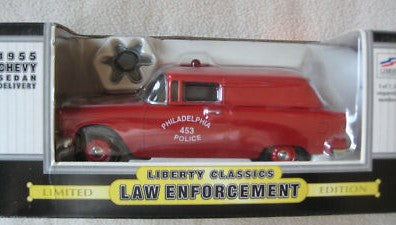 1955
CHEVY
SEDAN
DELIVERY
PHILADELPHIA
453
POLICE
LIBERTY CLASSICS
LIMITED
LAW ENFORCEMENT
EDITION